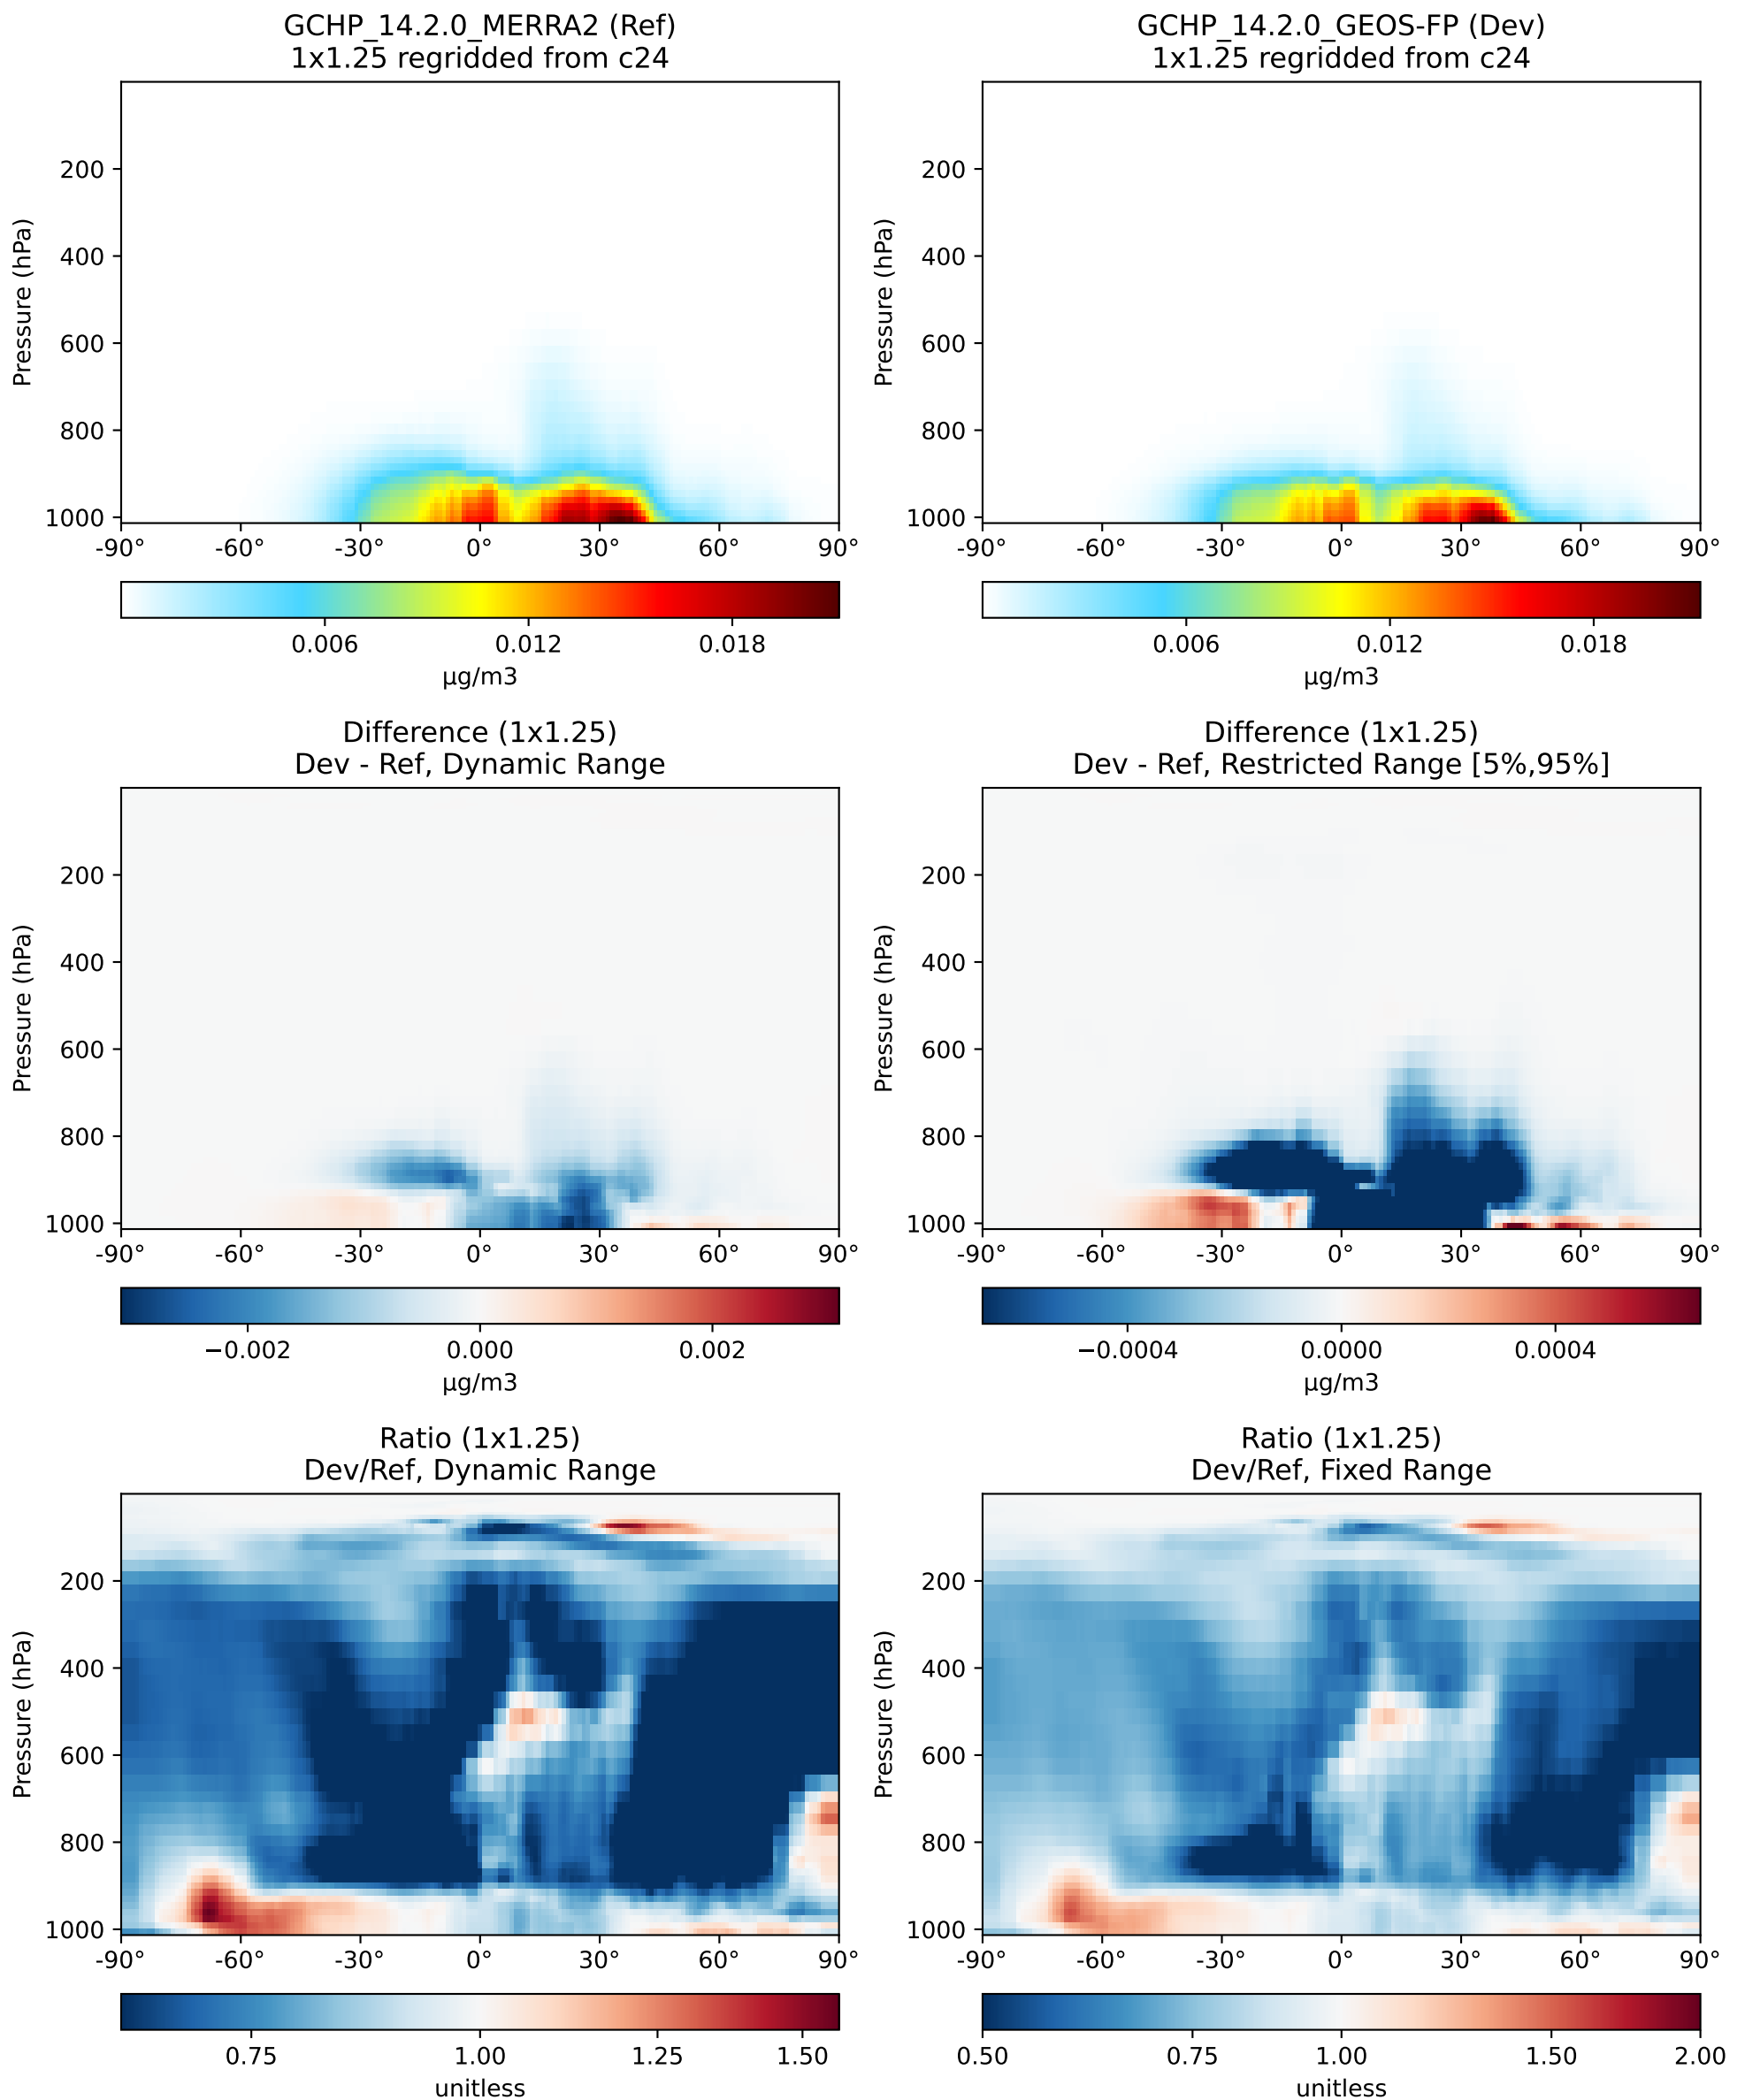 GCHP_14.2.0_MERRA2 (Ref)
1x1.25 regridded from c24
Pressure (hPa)
200
400
600
800
1000
-90° -60° -30° 0° 30° 60° 90°
0.006 0.012 0.018
µg/m3
GCHP_14.2.0_GEOS-FP (Dev)
1x1.25 regridded from c24
Pressure (hPa)
200
400
600
800
1000
-90° -60° -30° 0° 30° 60° 90°
0.006 0.012 0.018
µg/m3
Difference (1x1.25)
Dev - Ref, Dynamic Range
Pressure (hPa)
200
400
600
800
1000
-90° -60° -30° 0° 30° 60° 90°
−0.002 0.000 0.002
µg/m3
Difference (1x1.25)
Dev - Ref, Restricted Range [5%,95%]
Pressure (hPa)
200
400
600
800
1000
-90° -60° -30° 0° 30° 60° 90°
−0.0004 0.0000 0.0004
µg/m3
Ratio (1x1.25)
Dev/Ref, Dynamic Range
Pressure (hPa)
200
400
600
800
1000
-90° -60° -30° 0° 30° 60° 90°
0.75 1.00 1.25 1.50
unitless
Ratio (1x1.25)
Dev/Ref, Fixed Range
Pressure (hPa)
200
400
600
800
1000
-90° -60° -30° 0° 30° 60° 90°
0.50 0.75 1.00 1.50 2.00
unitless